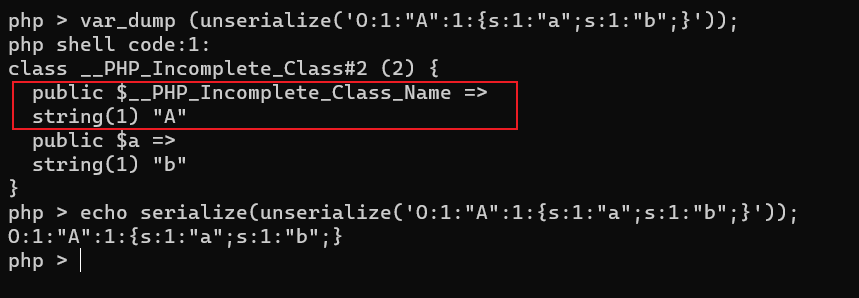 php > var_dump (unserialize('O:1:"A":1:{s:1:"a";s:1:"b";}'));
php shell code:1:
class __PHP_Incomplete_Class#2 (2) {
  public $__PHP_Incomplete_Class_Name =>
  string(1) "A"
  public $a =>
  string(1) "b"
}
php > echo serialize(unserialize('O:1:"A":1:{s:1:"a";s:1:"b";}'));
O:1:"A":1:{s:1:"a";s:1:"b";}
php >